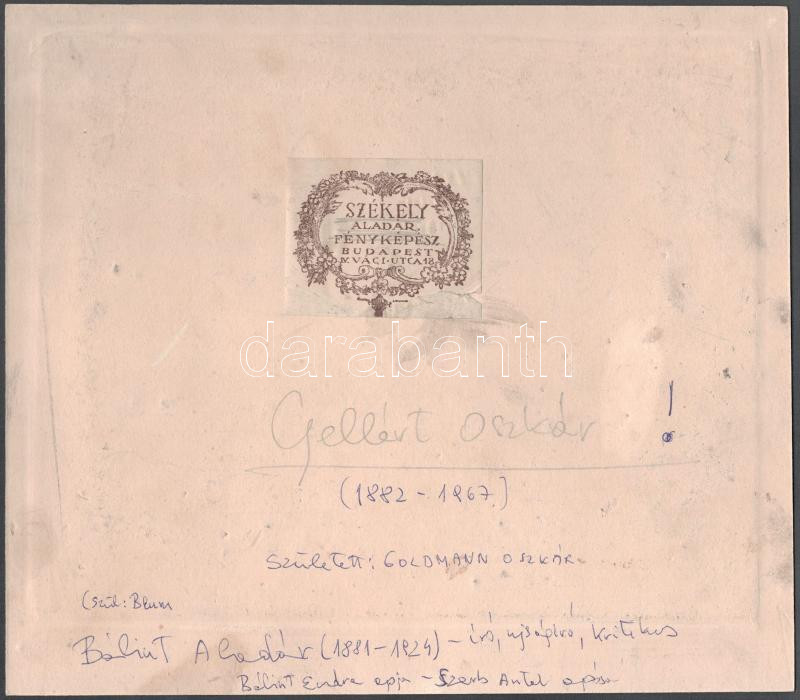 SZÉKELY
ALADÁR
FÉNYKÉPÉSZ
BUDAPEST
IV. VÁCI-UTCA 18
darabanth
Gellért Oszkár !
(1882 - 1967)
Született: GOLDMANN OSZKÁR
(szül: Blum
Bálint Aladár (1881-1924) - író, ujságíró, kritikus
Bálint Endre apja - Szerb Antal apósa